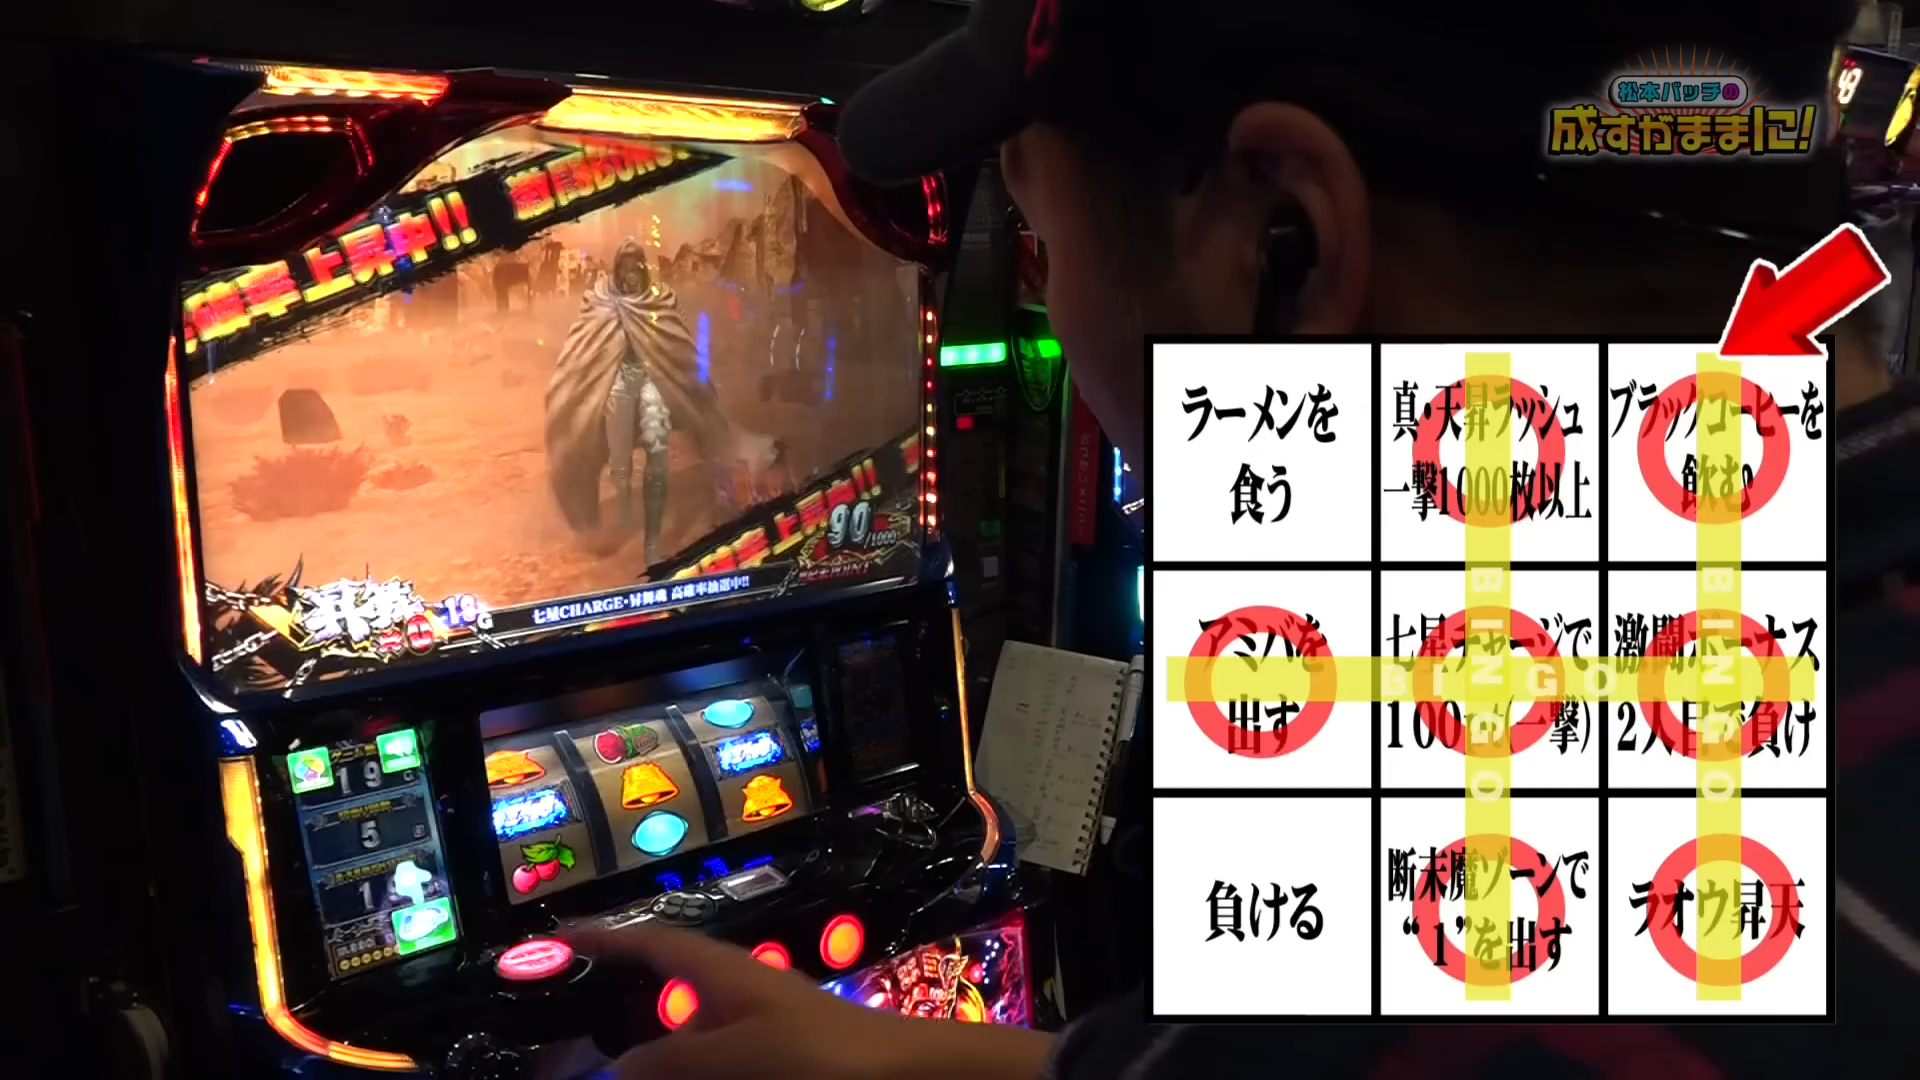 松本バッチの
成すがままに!
48
率上昇中!!
90/1000
七星CHARGE・昇舞魂 高確率抽選中!!
19
G
5
1
ラーメンを
食う
真・天昇ラッシュ
一撃1000枚以上
ブラックコーヒーを
飲む
アミバを
出す
七星チャージで
100pt(一撃)
激闘ボーナス
2人目で負け
負ける
断末魔ゾーンで
“1”を出す
ラオウ昇天
BINGO
BINGO
BINGO